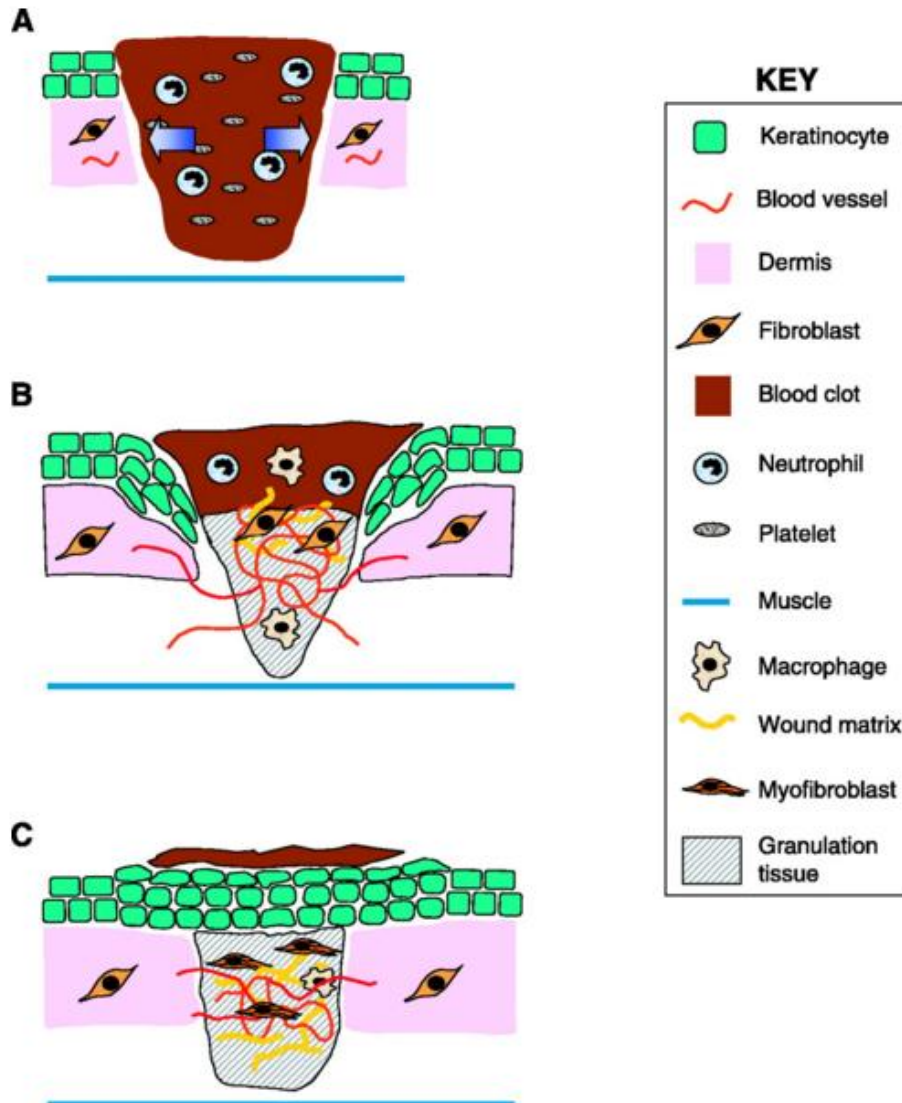 A
B
C
KEY
Keratinocyte
Blood vessel
Dermis
Fibroblast
Blood clot
Neutrophil
Platelet
Muscle
Macrophage
Wound matrix
Myofibroblast
Granulation
tissue